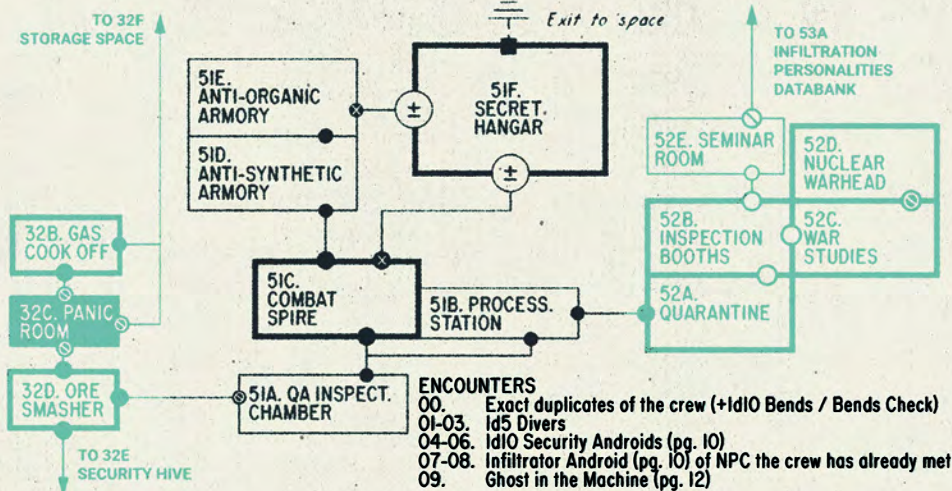 TO 32F
STORAGE SPACE
Exit to space
TO 53A
INFILTRATION
PERSONALITIES
DATABANK
51E.
ANTI-ORGANIC
ARMORY
±
51F.
SECRET
HANGAR
±
51D.
ANTI-SYNTHETIC
ARMORY
52E. SEMINAR
ROOM
52D.
NUCLEAR
WARHEAD
32B. GAS
COOK OFF
52B.
INSPECTION
BOOTHS
52C.
WAR
STUDIES
51C.
COMBAT
SPIRE
51B. PROCESS.
STATION
32C. PANIC
ROOM
52A.
QUARANTINE
32D. ORE
SMASHER
51A. QA INSPECT.
CHAMBER
TO 32E
SECURITY HIVE
ENCOUNTERS
00. Exact duplicates of the crew (+1d10 Bends / Bends Check)
01-03. 1d5 Divers
04-06. 1d10 Security Androids (pg. 10)
07-08. Infiltrator Android (pg. 10) of NPC the crew has already met
09. Ghost in the Machine (pg. 12)